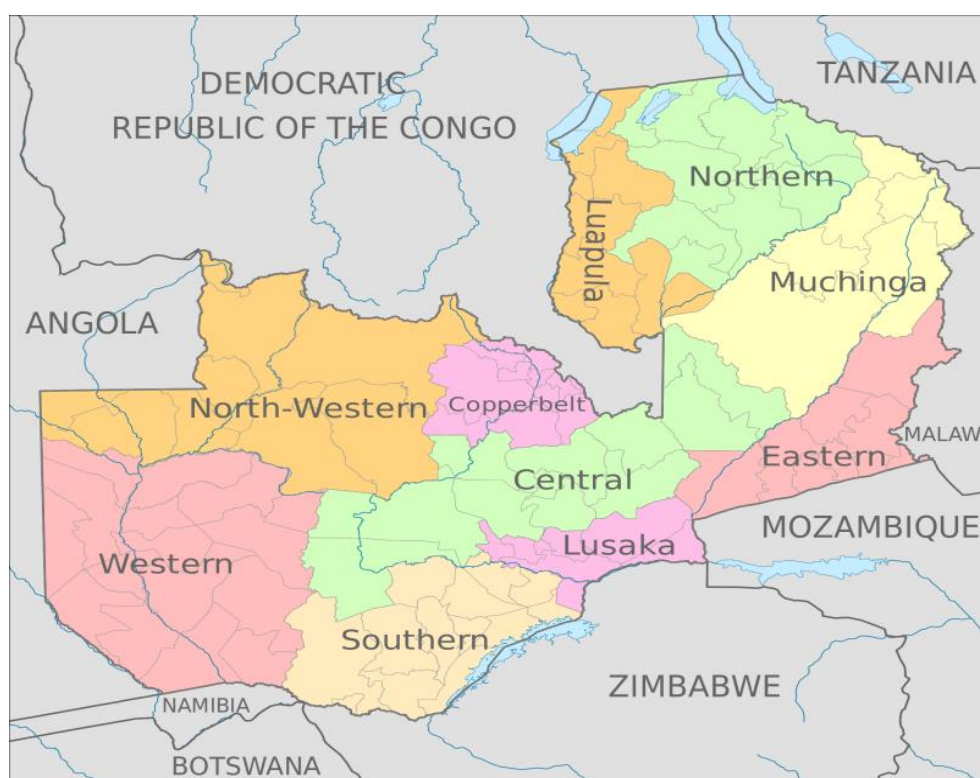 DEMOCRATIC
REPUBLIC OF THE CONGO
TANZANIA
Northern
Luapula
Muchinga
ANGOLA
North-Western
Copperbelt
MALAW
Eastern
Central
MOZAMBIQUE
Lusaka
Western
Southern
ZIMBABWE
NAMIBIA
BOTSWANA